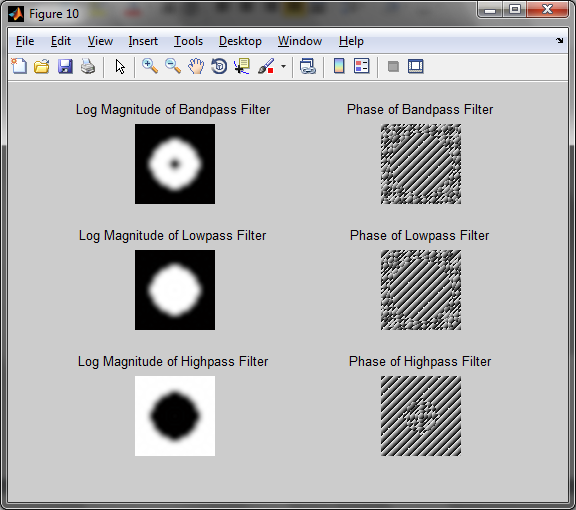 Figure 10
File Edit View Insert Tools Desktop Window Help
Log Magnitude of Bandpass Filter Phase of Bandpass Filter
Log Magnitude of Lowpass Filter Phase of Lowpass Filter
Log Magnitude of Highpass Filter Phase of Highpass Filter